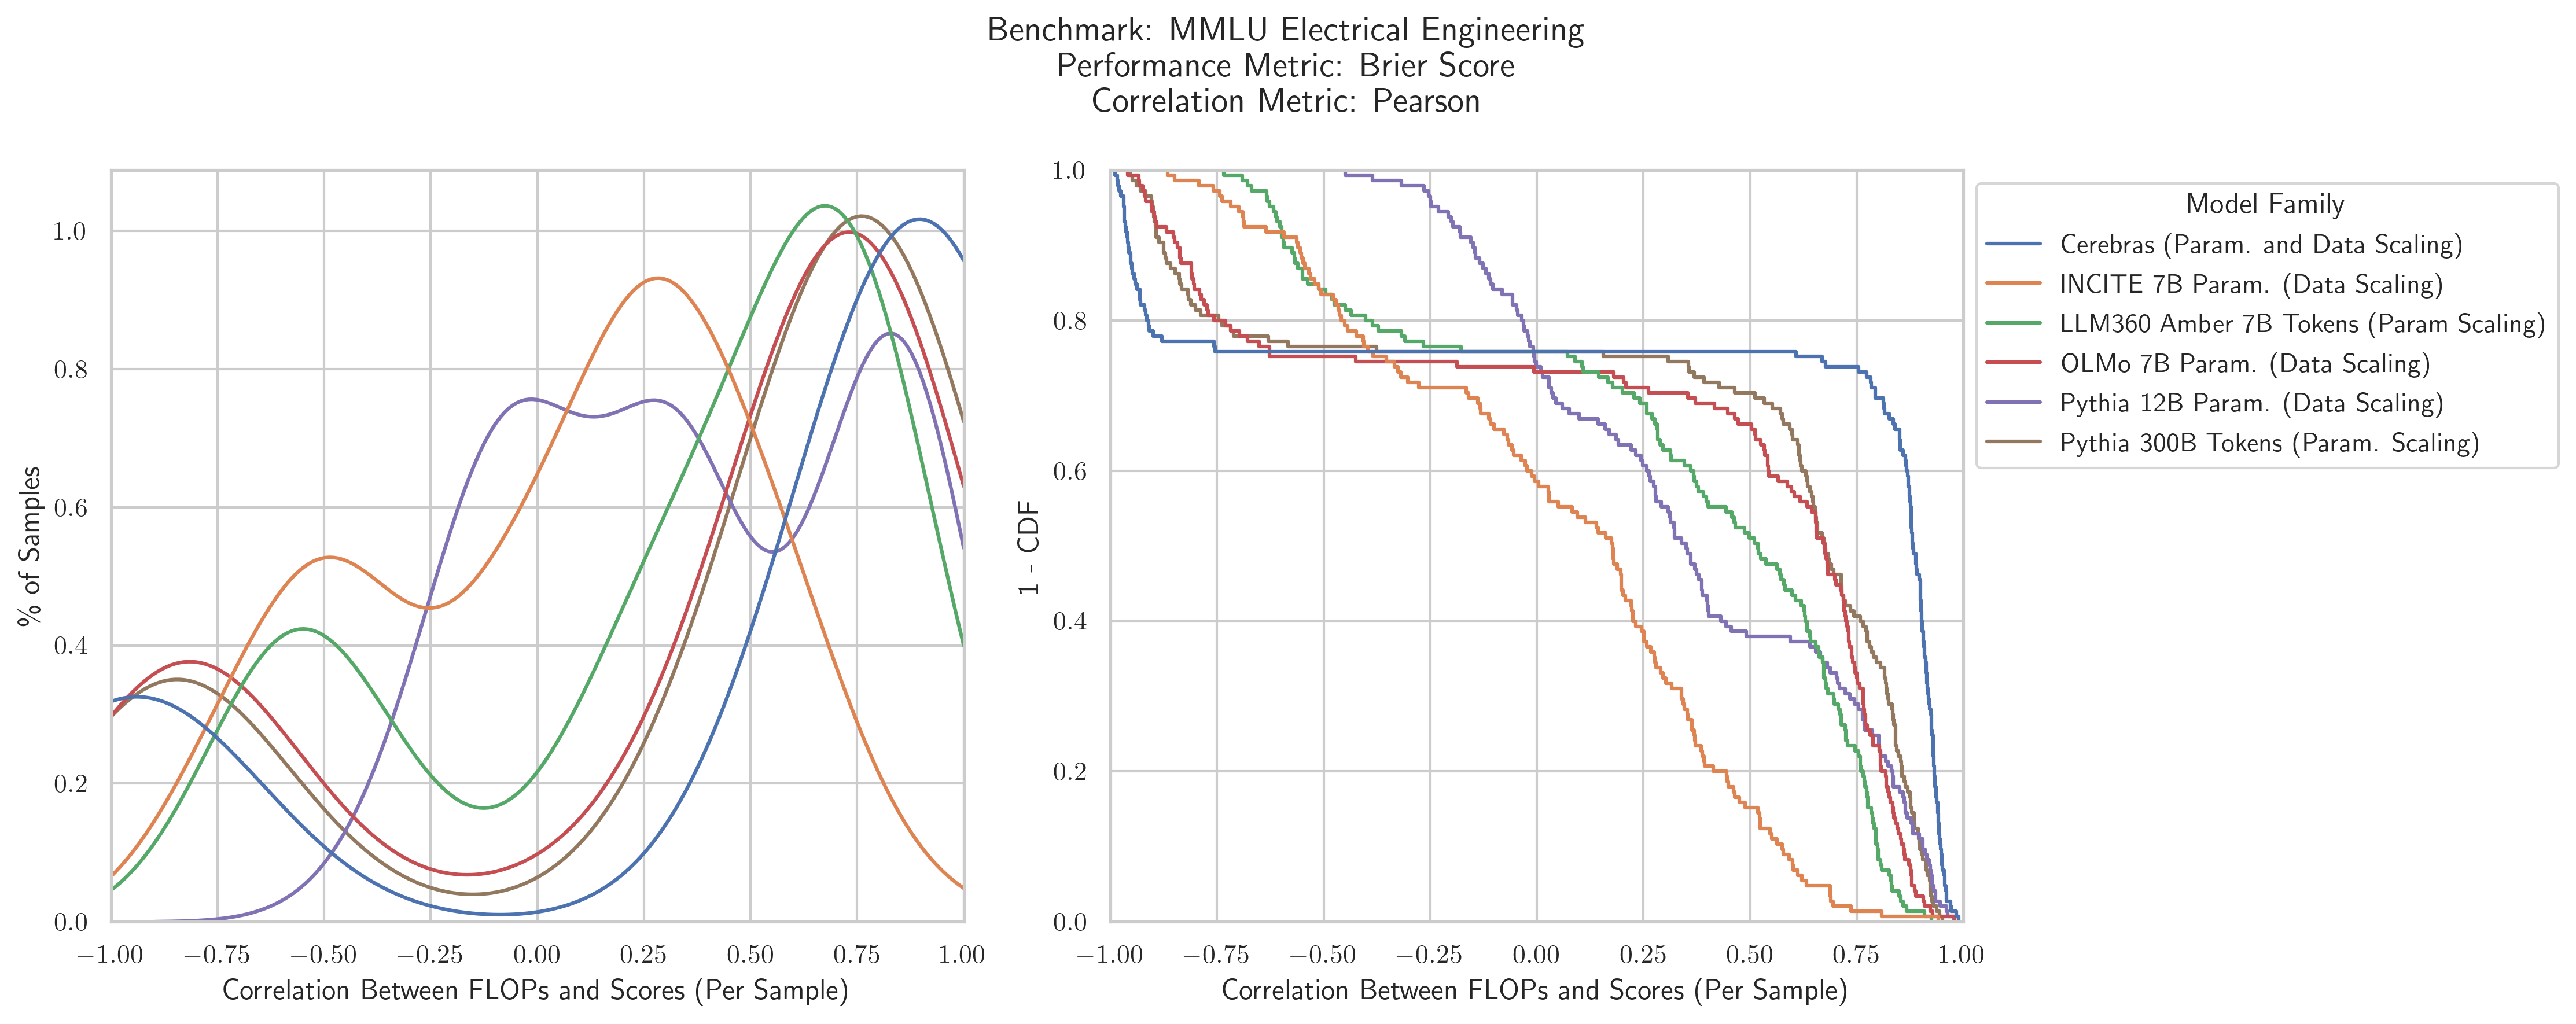 Benchmark: MMLU Electrical Engineering
Performance Metric: Brier Score
Correlation Metric: Pearson
% of Samples
1.0
0.8
0.6
0.4
0.2
0.0
−1.00 −0.75 −0.50 −0.25 0.00 0.25 0.50 0.75 1.00
Correlation Between FLOPs and Scores (Per Sample)
1 - CDF
1.0
0.8
0.6
0.4
0.2
0.0
−1.00 −0.75 −0.50 −0.25 0.00 0.25 0.50 0.75 1.00
Correlation Between FLOPs and Scores (Per Sample)
Model Family
Cerebras (Param. and Data Scaling)
INCITE 7B Param. (Data Scaling)
LLM360 Amber 7B Tokens (Param Scaling)
OLMo 7B Param. (Data Scaling)
Pythia 12B Param. (Data Scaling)
Pythia 300B Tokens (Param. Scaling)